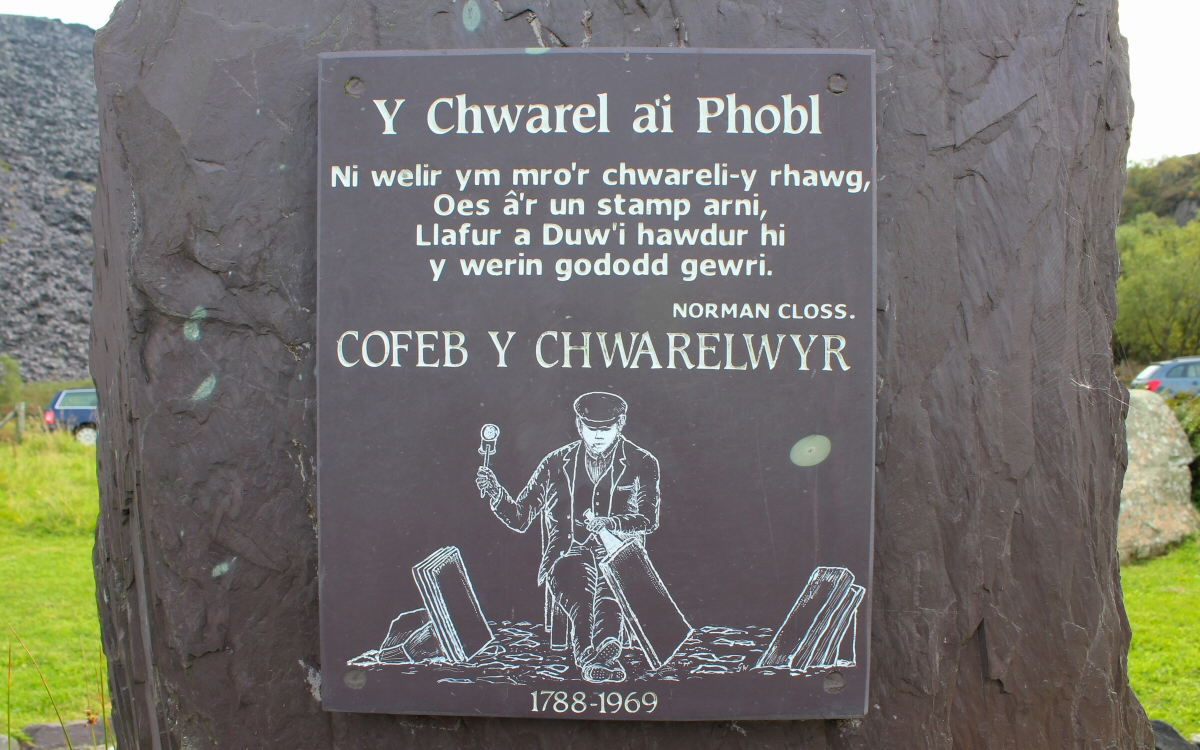 Y Chwarel a'i Phobl
Ni welir ym mro'r chwareli-y rhawg,
Oes â'r un stamp arni,
Llafur a Duw'i hawdur hi
y werin gododd gewri.
NORMAN CLOSS.
COFEB Y CHWARELWYR
1788-1969